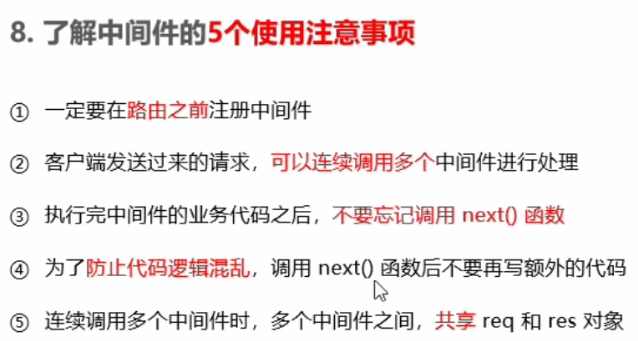 8. 了解中间件的5个使用注意事项
① 一定要在路由之前注册中间件
② 客户端发送过来的请求，可以连续调用多个中间件进行处理
③ 执行完中间件的业务代码之后，不要忘记调用 next() 函数
④ 为了防止代码逻辑混乱，调用 next() 函数后不要再写额外的代码
⑤ 连续调用多个中间件时，多个中间件之间，共享 req 和 res 对象